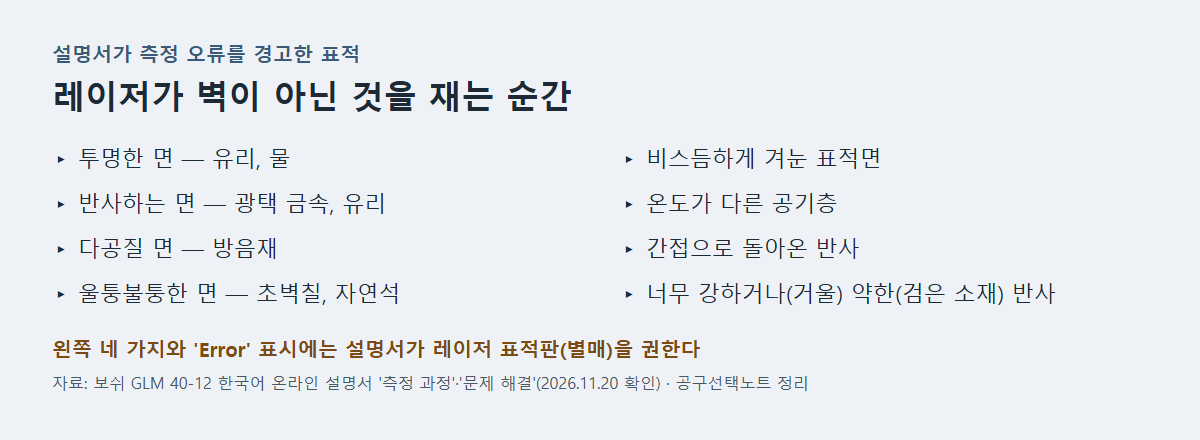 설명서가 측정 오류를 경고한 표적
레이저가 벽이 아닌 것을 재는 순간
▸ 투명한 면 — 유리, 물
▸ 반사하는 면 — 광택 금속, 유리
▸ 다공질 면 — 방음재
▸ 울퉁불퉁한 면 — 초벽칠, 자연석
▸ 비스듬하게 겨눈 표적면
▸ 온도가 다른 공기층
▸ 간접으로 돌아온 반사
▸ 너무 강하거나(거울) 약한(검은 소재) 반사
왼쪽 네 가지와 'Error' 표시에는 설명서가 레이저 표적판(별매)을 권한다
자료: 보쉬 GLM 40-12 한국어 온라인 설명서 '측정 과정'·'문제 해결'(2026.11.20 확인) · 공구선택노트 정리